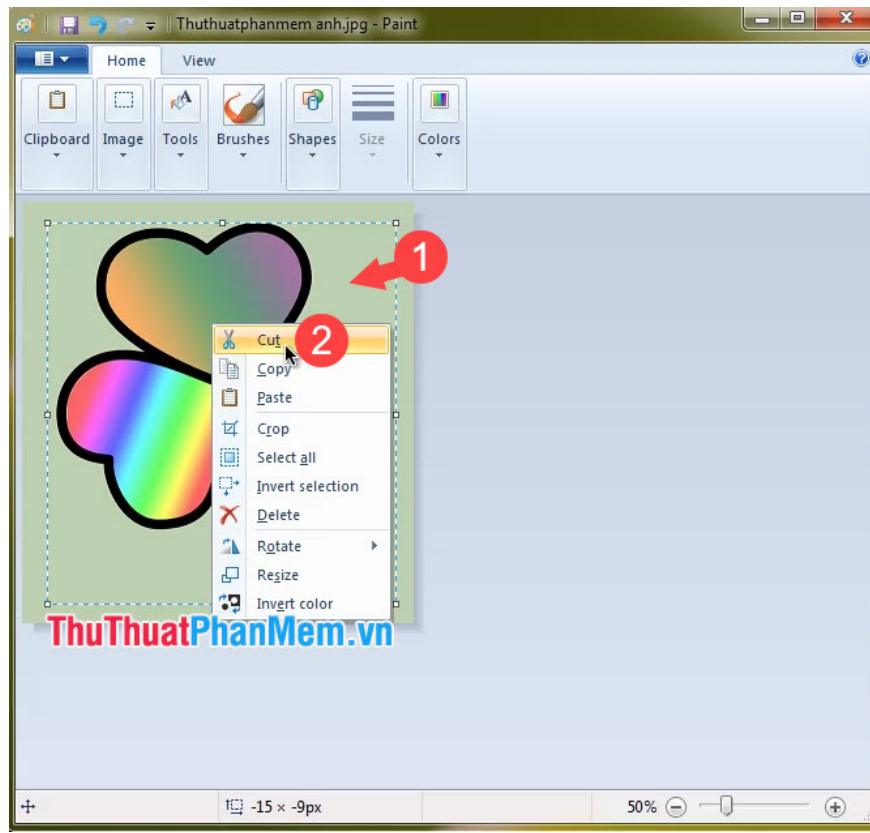 Thuthuatphanmem anh.jpg - Paint
Home View
Clipboard Image Tools Brushes Shapes Size Colors
1
Cut 2
Copy
Paste
Crop
Select all
Invert selection
Delete
Rotate
Resize
Invert color
ThuThuatPhanMem.vn
-15 × -9px 50%